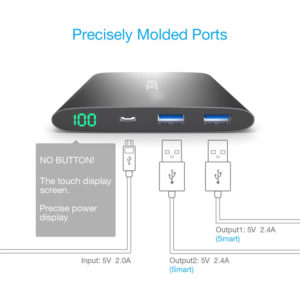 Precisely Molded Ports
100
NO BUTTON!
The touch display
screen.
Precise power
display
Input: 5V 2.0A
Output1: 5V 2.4A
(Smart)
Output2: 5V 2.4A
(Smart)